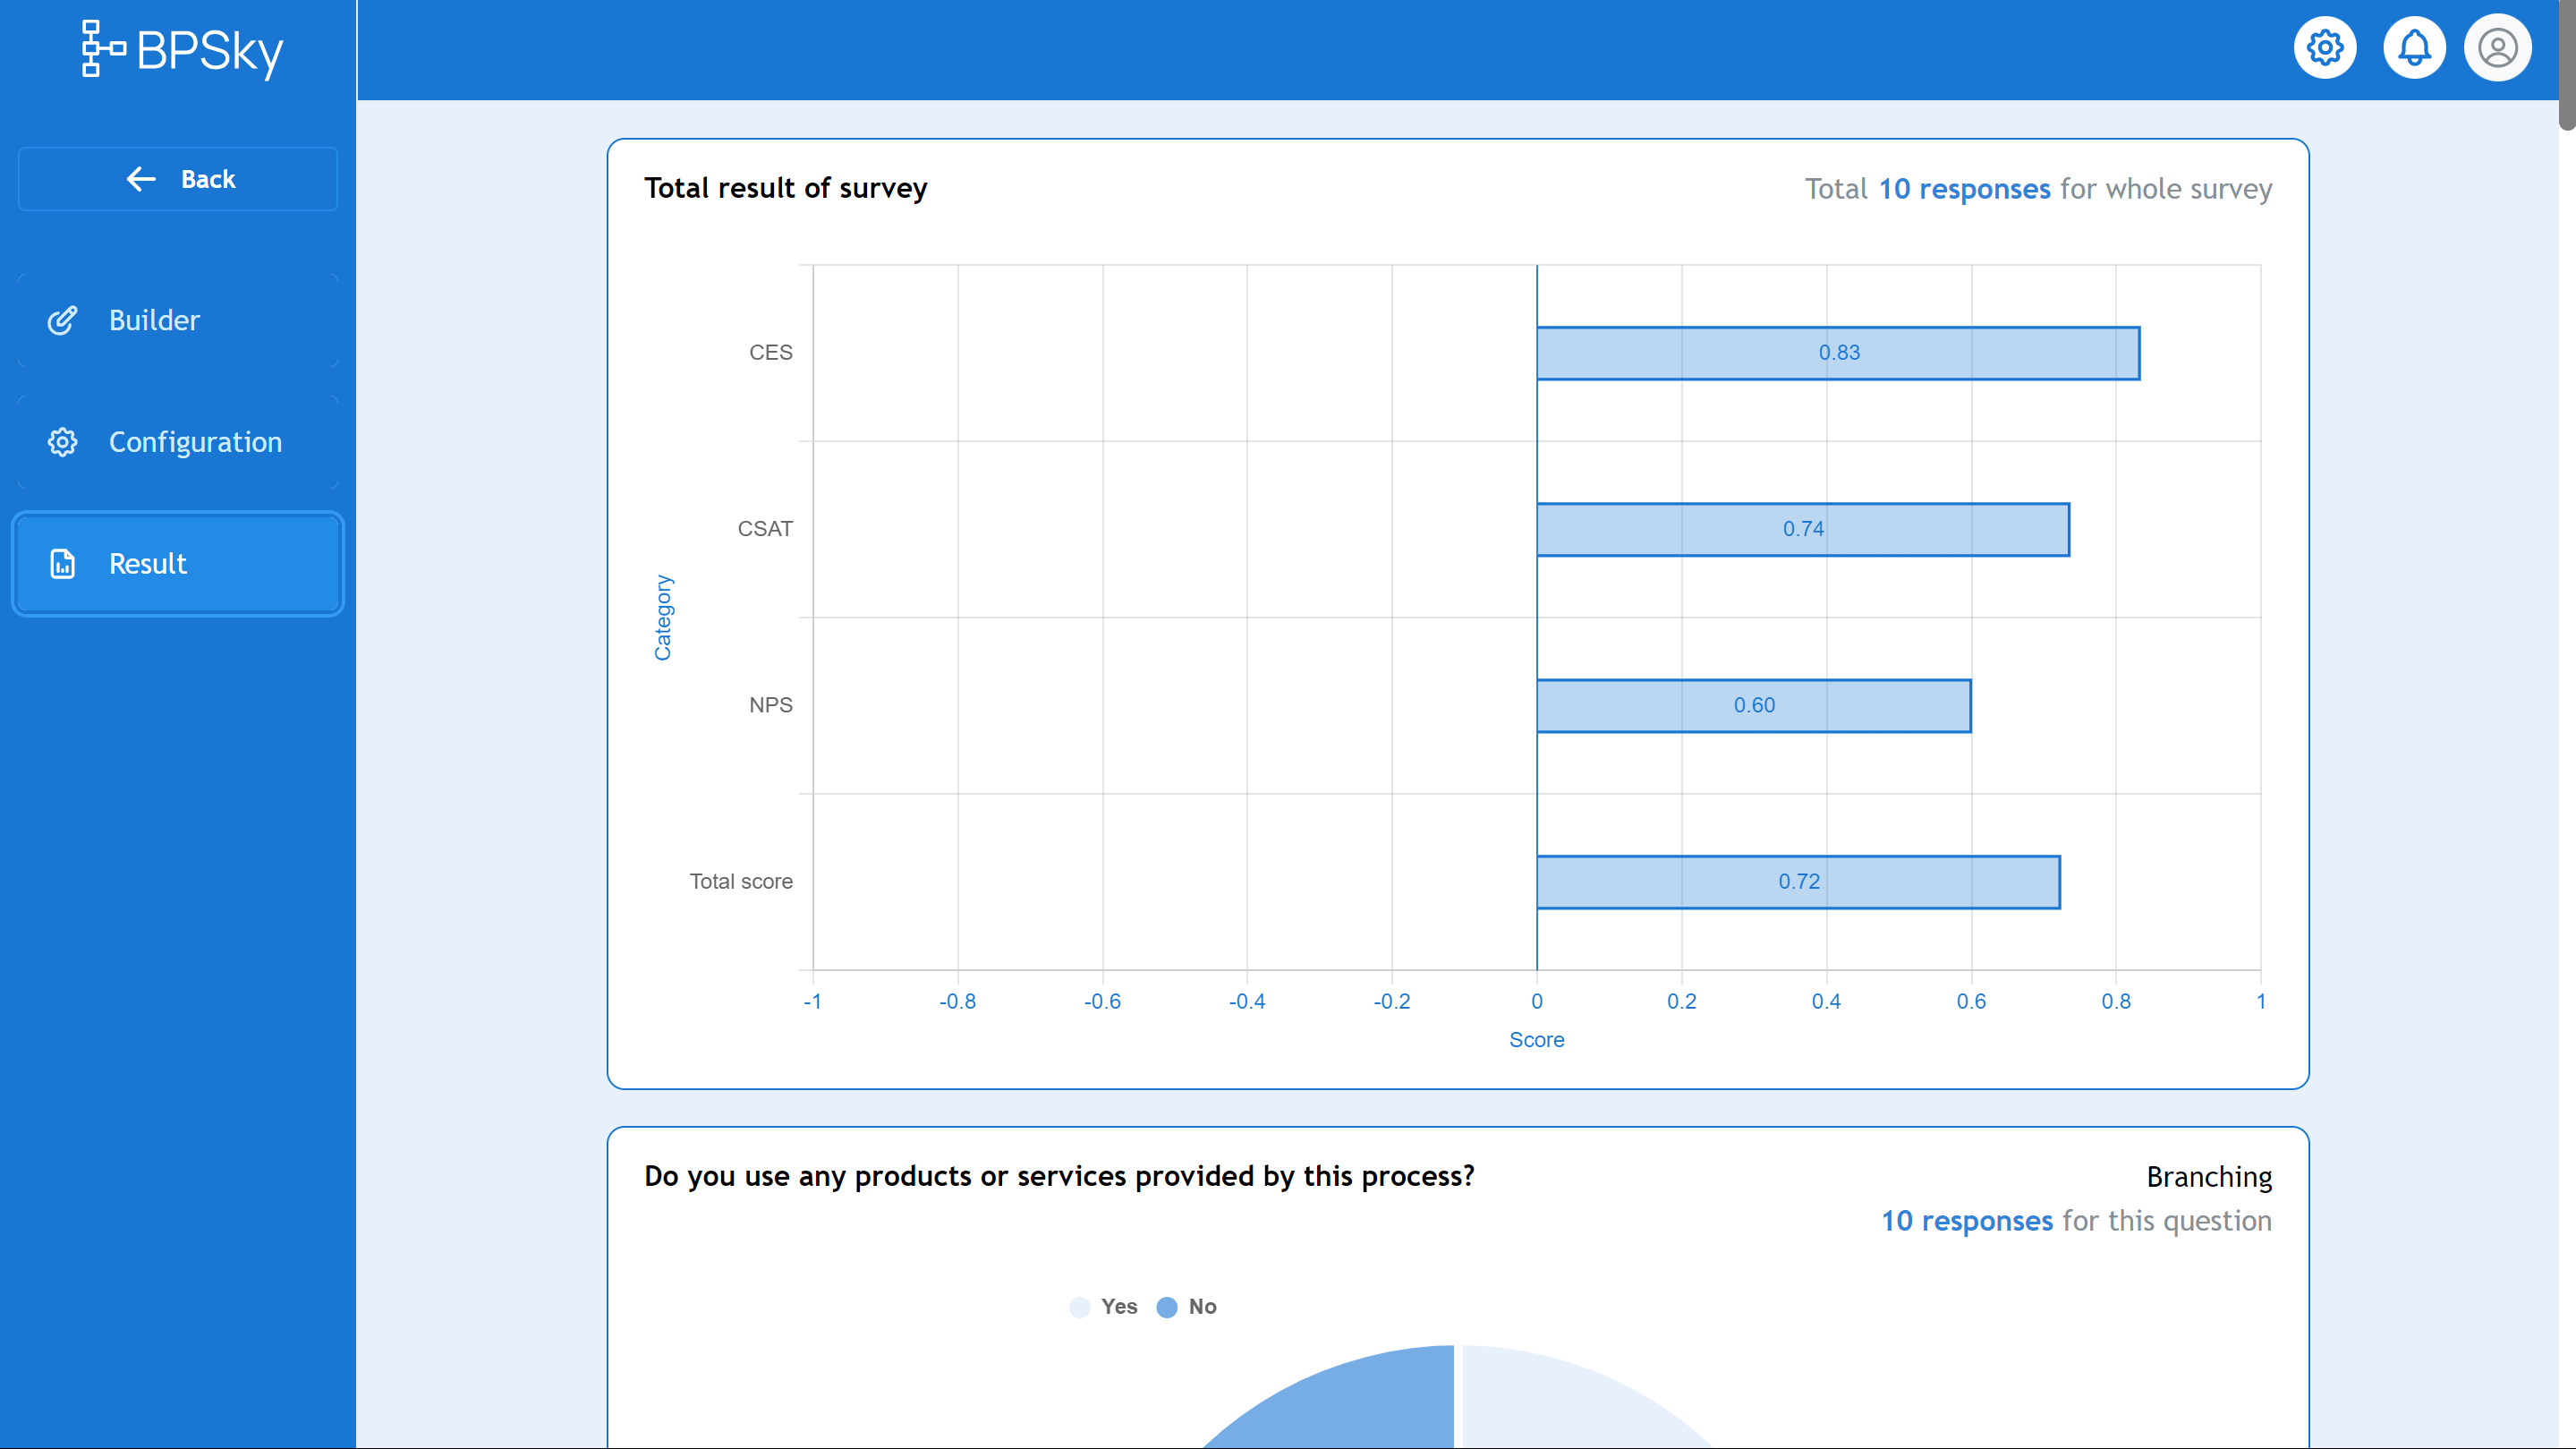 BPSky
Back
Builder
Configuration
Result
Total result of survey
Total 10 responses for whole survey
Category
CES
0.83
CSAT
0.74
NPS
0.60
Total score
0.72
-1 -0.8 -0.6 -0.4 -0.2 0 0.2 0.4 0.6 0.8 1
Score
Do you use any products or services provided by this process?
Branching
10 responses for this question
Yes No